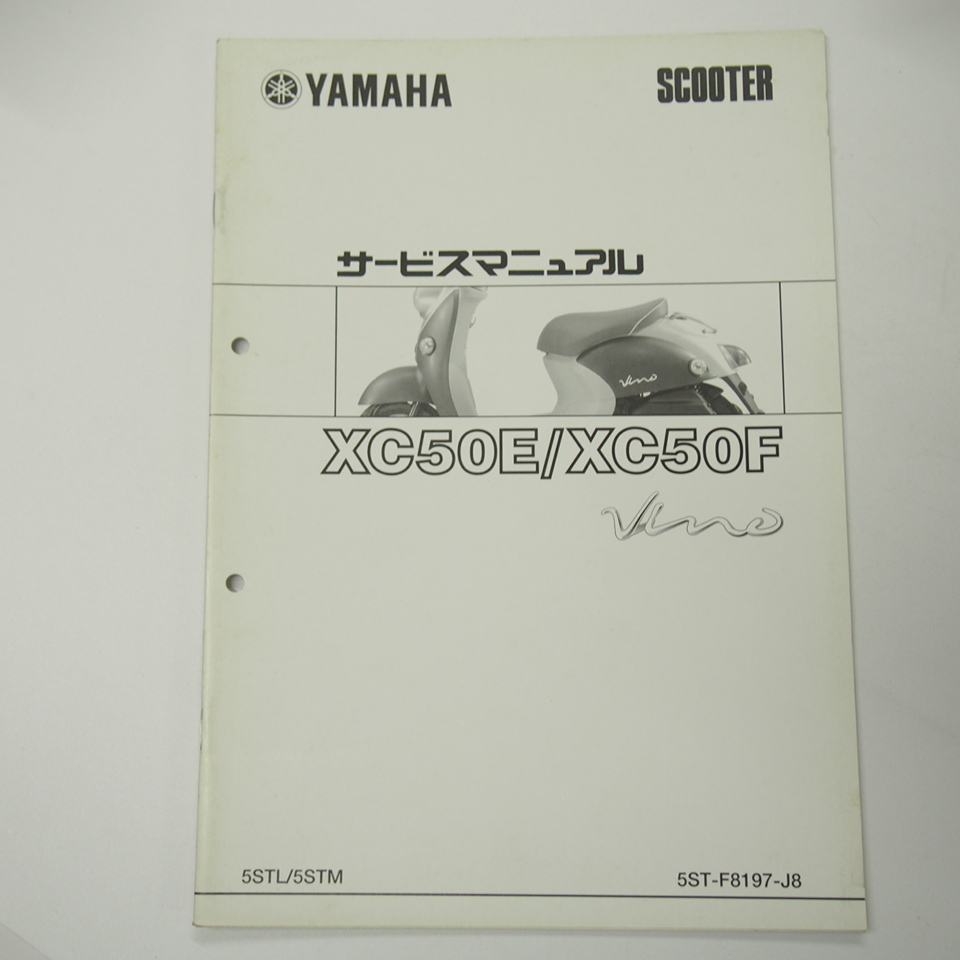 YAMAHA
SCOOTER
サービスマニュアル
Vino
XC50E/XC50F
Vino
5STL/5STM
5ST-F8197-J8